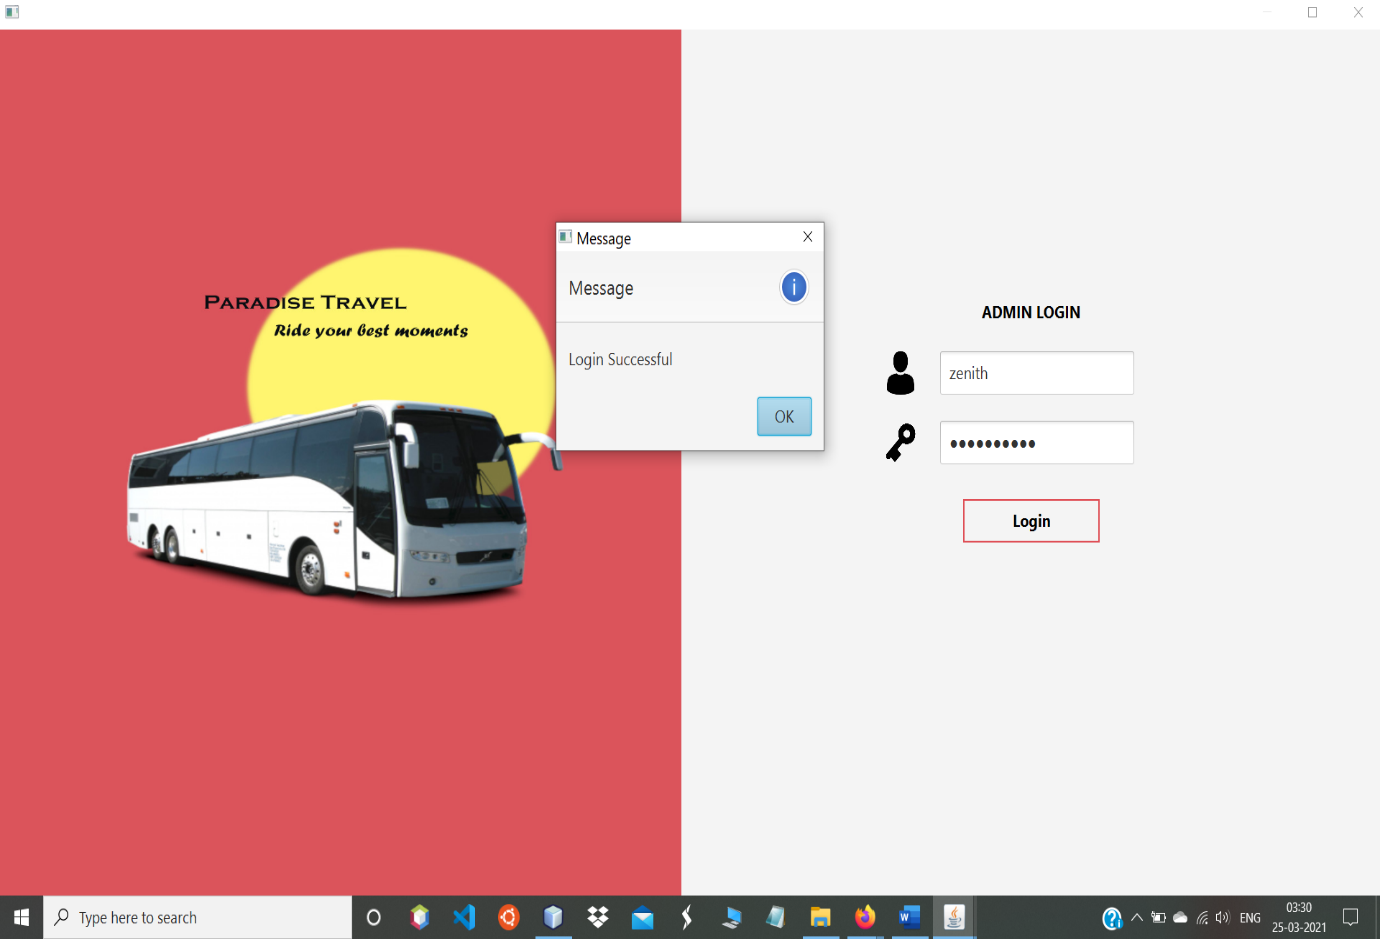 PARADISE TRAVEL
Ride your best moments
Message
Message
Login Successful
OK
ADMIN LOGIN
zenith
Login
Type here to search
ENG
03:30
25-03-2021